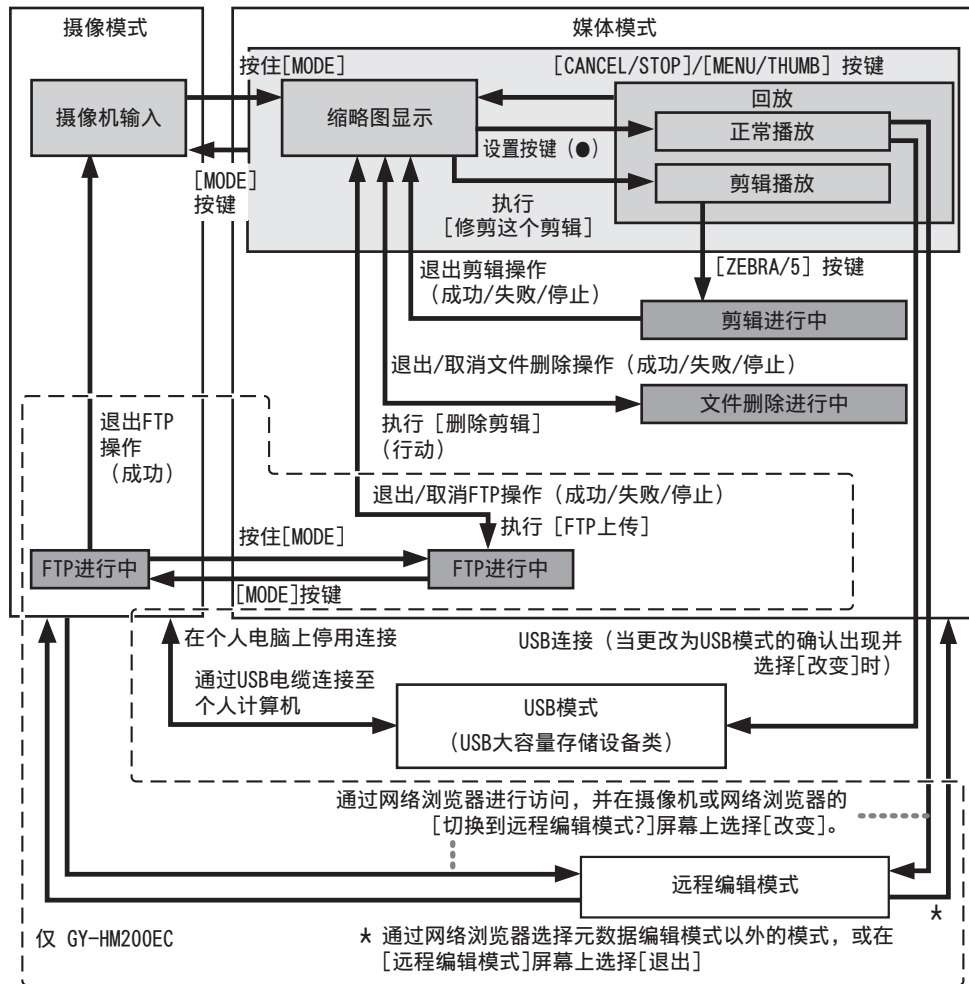 摄像模式
媒体模式
按住[MODE]
[CANCEL/STOP]/[MENU/THUMB] 按键
摄像机输入
缩略图显示
回放
正常播放
设置按键（●）
剪辑播放
[MODE]
按键
执行
[修剪这个剪辑]
退出剪辑操作
（成功/失败/停止）
[ZEBRA/5] 按键
剪辑进行中
退出/取消文件删除操作（成功/失败/停止）
文件删除进行中
退出FTP
操作
（成功）
执行 [删除剪辑]
（行动）
退出/取消FTP操作（成功/失败/停止）
执行 [FTP上传]
按住[MODE]
FTP进行中
FTP进行中
[MODE]按键
在个人电脑上停用连接
USB连接（当更改为USB模式的确认出现并
选择[改变]时）
通过USB电缆连接至
个人计算机
USB模式
（USB大容量存储设备类）
通过网络浏览器进行访问，并在摄像机或网络浏览器的
[切换到远程编辑模式?]屏幕上选择[改变]。
远程编辑模式
*
仅 GY-HM200EC
* 通过网络浏览器选择元数据编辑模式以外的模式，或在
[远程编辑模式]屏幕上选择[退出]